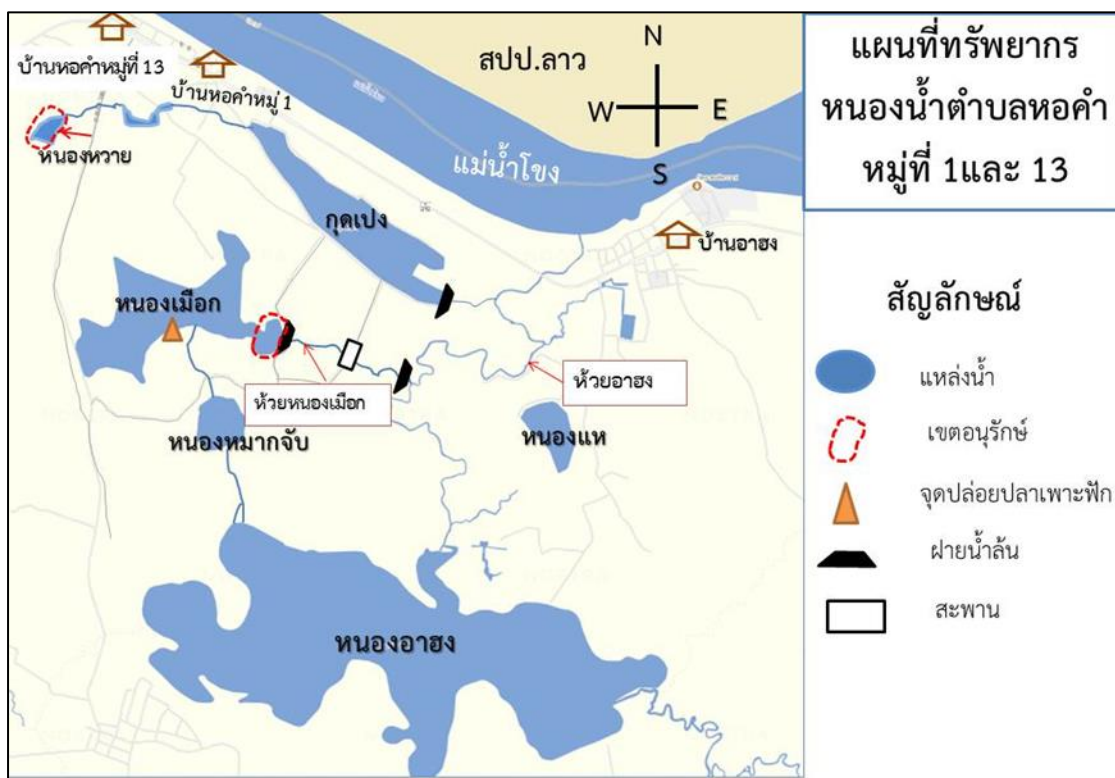 แผนที่ทรัพยากร
หนองน้ำตำบลหอคำ
หมู่ที่ 1และ 13
สปป.ลาว
N
W
E
S
บ้านหอคำหมู่ที่ 13
บ้านหอคำหมู่ 1
หนองหวาย
แม่น้ำโขง
กุดเปง
บ้านอาฮง
หนองเมือก
ห้วยหนองเมือก
ห้วยอาฮง
หนองหมากจับ
หนองแห
หนองอาฮง
สัญลักษณ์
แหล่งน้ำ
เขตอนุรักษ์
จุดปล่อยปลาเพาะฟัก
ฝายน้ำล้น
สะพาน